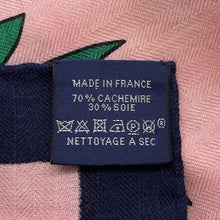 MADE IN FRANCE
70% CACHEMIRE
30% SOIE
NETTOYAGE A SEC